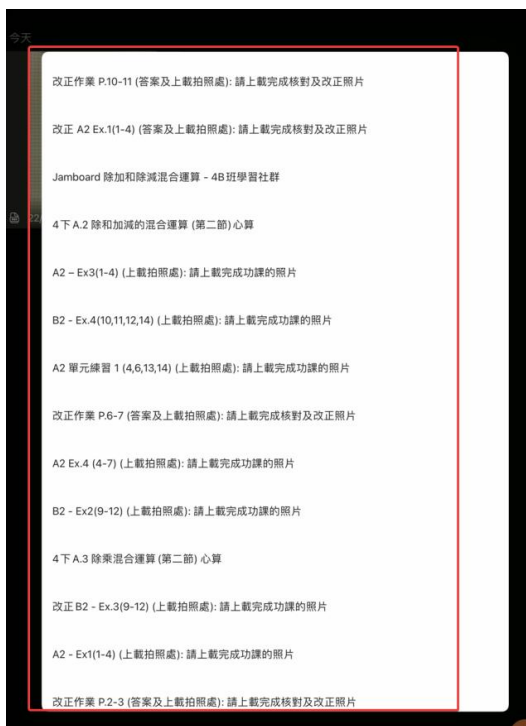 今天
改正作業 P.10-11 (答案及上載拍照處): 請上載完成核對及改正照片
改正 A2 Ex.1(1-4) (答案及上載拍照處): 請上載完成核對及改正照片
Jamboard 除加和除減混合運算 - 4B班學習社群
22/
4下A.2 除和加減的混合運算 (第二節) 心算
A2 – Ex3(1-4) (上載拍照處): 請上載完成功課的照片
B2 - Ex.4(10,11,12,14) (上載拍照處): 請上載完成功課的照片
A2 單元練習 1 (4,6,13,14) (上載拍照處): 請上載完成功課的照片
改正作業 P.6-7 (答案及上載拍照處): 請上載完成核對及改正照片
A2 Ex.4 (4-7) (上載拍照處): 請上載完成功課的照片
B2 - Ex2(9-12) (上載拍照處): 請上載完成功課的照片
4下A.3 除乘混合運算 (第二節) 心算
改正 B2 - Ex.3(9-12) (上載拍照處): 請上載完成功課的照片
A2 - Ex1(1-4) (上載拍照處): 請上載完成功課的照片
改正作業 P.2-3 (答案及上載拍照處): 請上載完成核對及改正照片